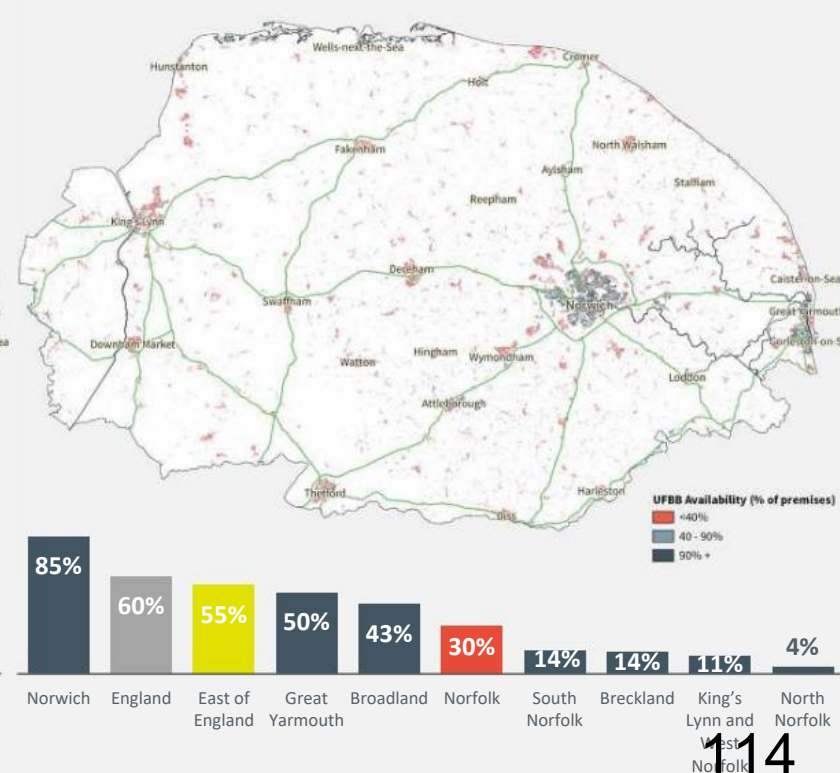 Wells-next-the-Sea
Cromer
Hunstanton
Holt
North Walsham
Fakenham
Aylsham
Stalham
Reepham
King's Lynn
Dereham
Caister-on-Sea
Swaffham
Norwich
Great Yarmout
Gorleston-on-S
ea
Downham Market
Watton
Hingham
Wymondham
Loddon
Attleborough
Thetford
Harleston
Diss
UFBB Availability (% of premises)
<40%
40 - 90%
90% +
85%
60%
55%
50%
43%
30%
14%
14%
11%
4%
Norwich
England
East of
England
Great
Yarmouth
Broadland
Norfolk
South
Norfolk
Breckland
King's
Lynn and
West
Norfolk
North
Norfolk
114